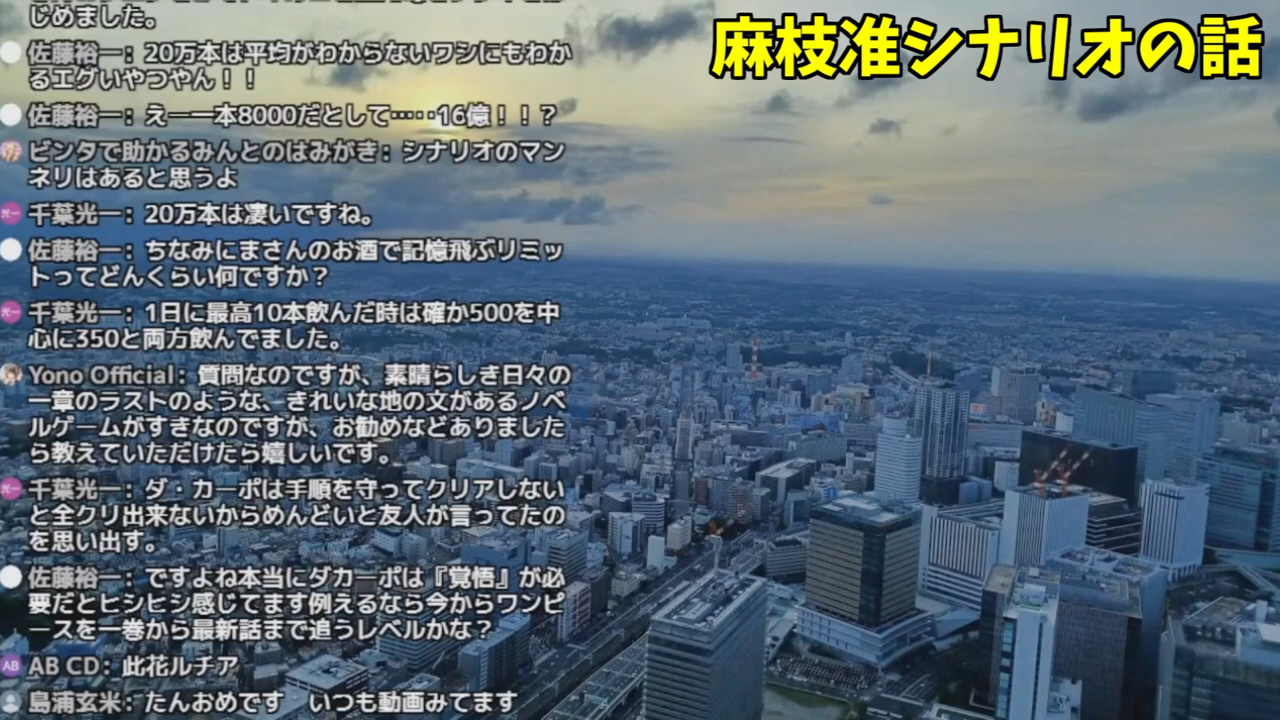 麻枝准シナリオの話
じめました。
佐藤裕一: 20万本は平均がわからないワシにもわか
るエグいやつやん！！
佐藤裕一: えー一本8000だとして……16億！！？
ビンタで助かるみんとのはみがき: シナリオのマン
ネリはあると思うよ
千葉光一: 20万本は凄いですね。
佐藤裕一: ちなみにまさんのお酒で記憶飛ぶリミッ
トってどんくらい何ですか？
千葉光一: 1日に最高10本飲んだ時は確か500を中
心に350と両方飲んでました。
Yono Official: 質問なのですが、素晴らしき日々の
一章のラストのような、きれいな地の文があるノベ
ルゲームがすきなのですが、お勧めなどありました
ら教えていただけたら嬉しいです。
千葉光一: ダ・カーポは手順を守ってクリアしない
と全クリ出来ないからめんどいと友人が言ってたの
を思い出す。
佐藤裕一: ですよね本当にダカーポは『覚悟』が必
要だとヒシヒシ感じてます例えるなら今からワンピ
ースを一巻から最新話まで追うレベルかな？
AB CD: 此花ルチア
島浦玄米: たんおめです　いつも動画みてます